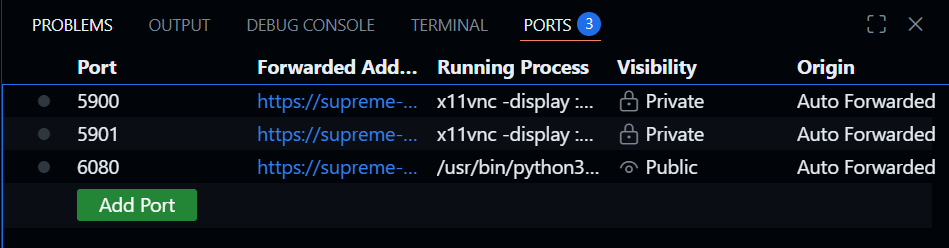 PROBLEMS OUTPUT DEBUG CONSOLE TERMINAL PORTS 3
Port Forwarded Add... Running Process Visibility Origin
5900 https://supreme-... x11vnc -display :... Private Auto Forwarded
5901 https://supreme-... x11vnc -display :... Private Auto Forwarded
6080 https://supreme-... /usr/bin/python3... Public Auto Forwarded
Add Port